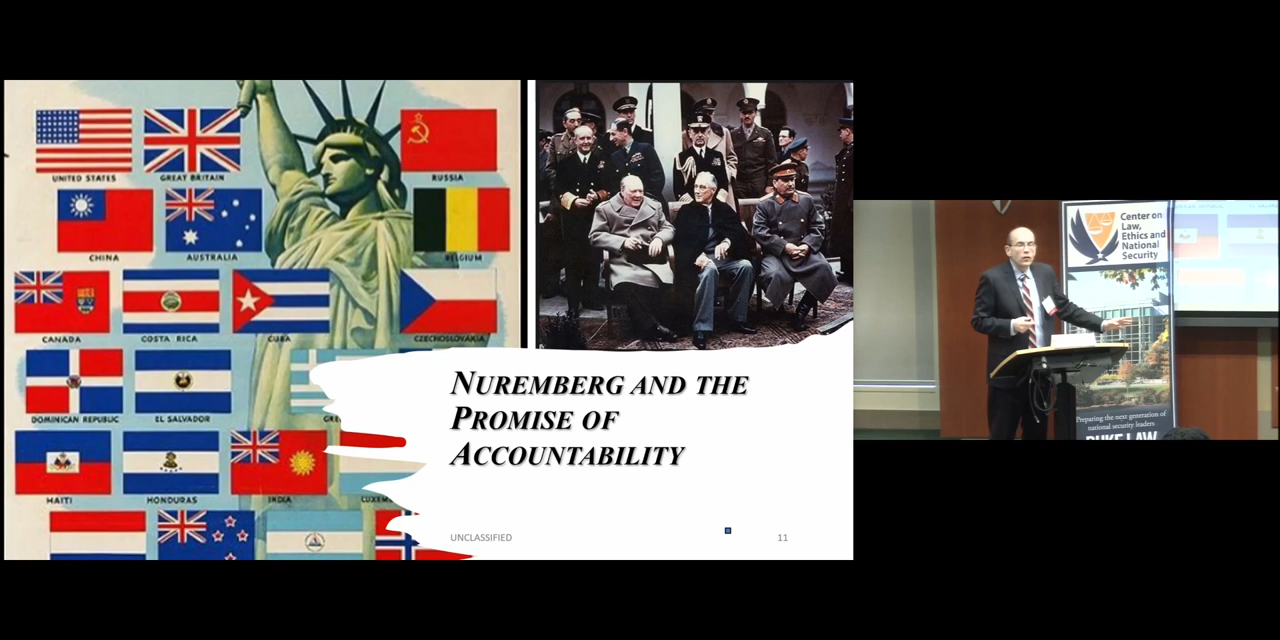 UNITED STATES
GREAT BRITAIN
RUSSIA
CHINA
AUSTRALIA
BELGIUM
CANADA
COSTA RICA
CUBA
CZECHOSLOVAKIA
DOMINICAN REPUBLIC
EL SALVADOR
GRE
HAITI
HONDURAS
INDIA
LUXEM
NUREMBERG AND THE
PROMISE OF
ACCOUNTABILITY
UNCLASSIFIED
11
Center on
Law,
Ethics and
National
Security
Preparing the next generation of
national security leaders
DUKE LAW